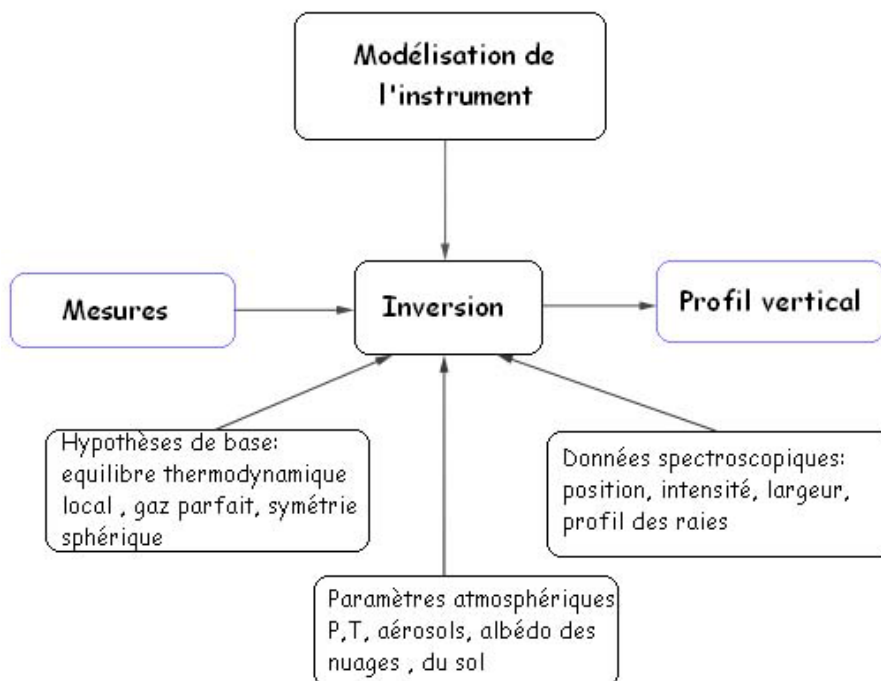 Modélisation de
l'instrument
Mesures
Inversion
Profil vertical
Hypothèses de base:
equilibre thermodynamique
local , gaz parfait, symétrie
sphérique
Données spectroscopiques:
position, intensité, largeur,
profil des raies
Paramètres atmosphériques
P,T, aérosols, albédo des
nuages , du sol